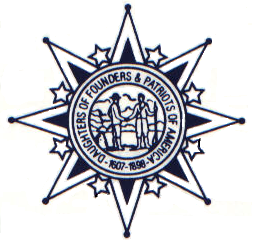 DAUGHTERS OF FOUNDERS & PATRIOTS OF AMERICA
·1607-1898·